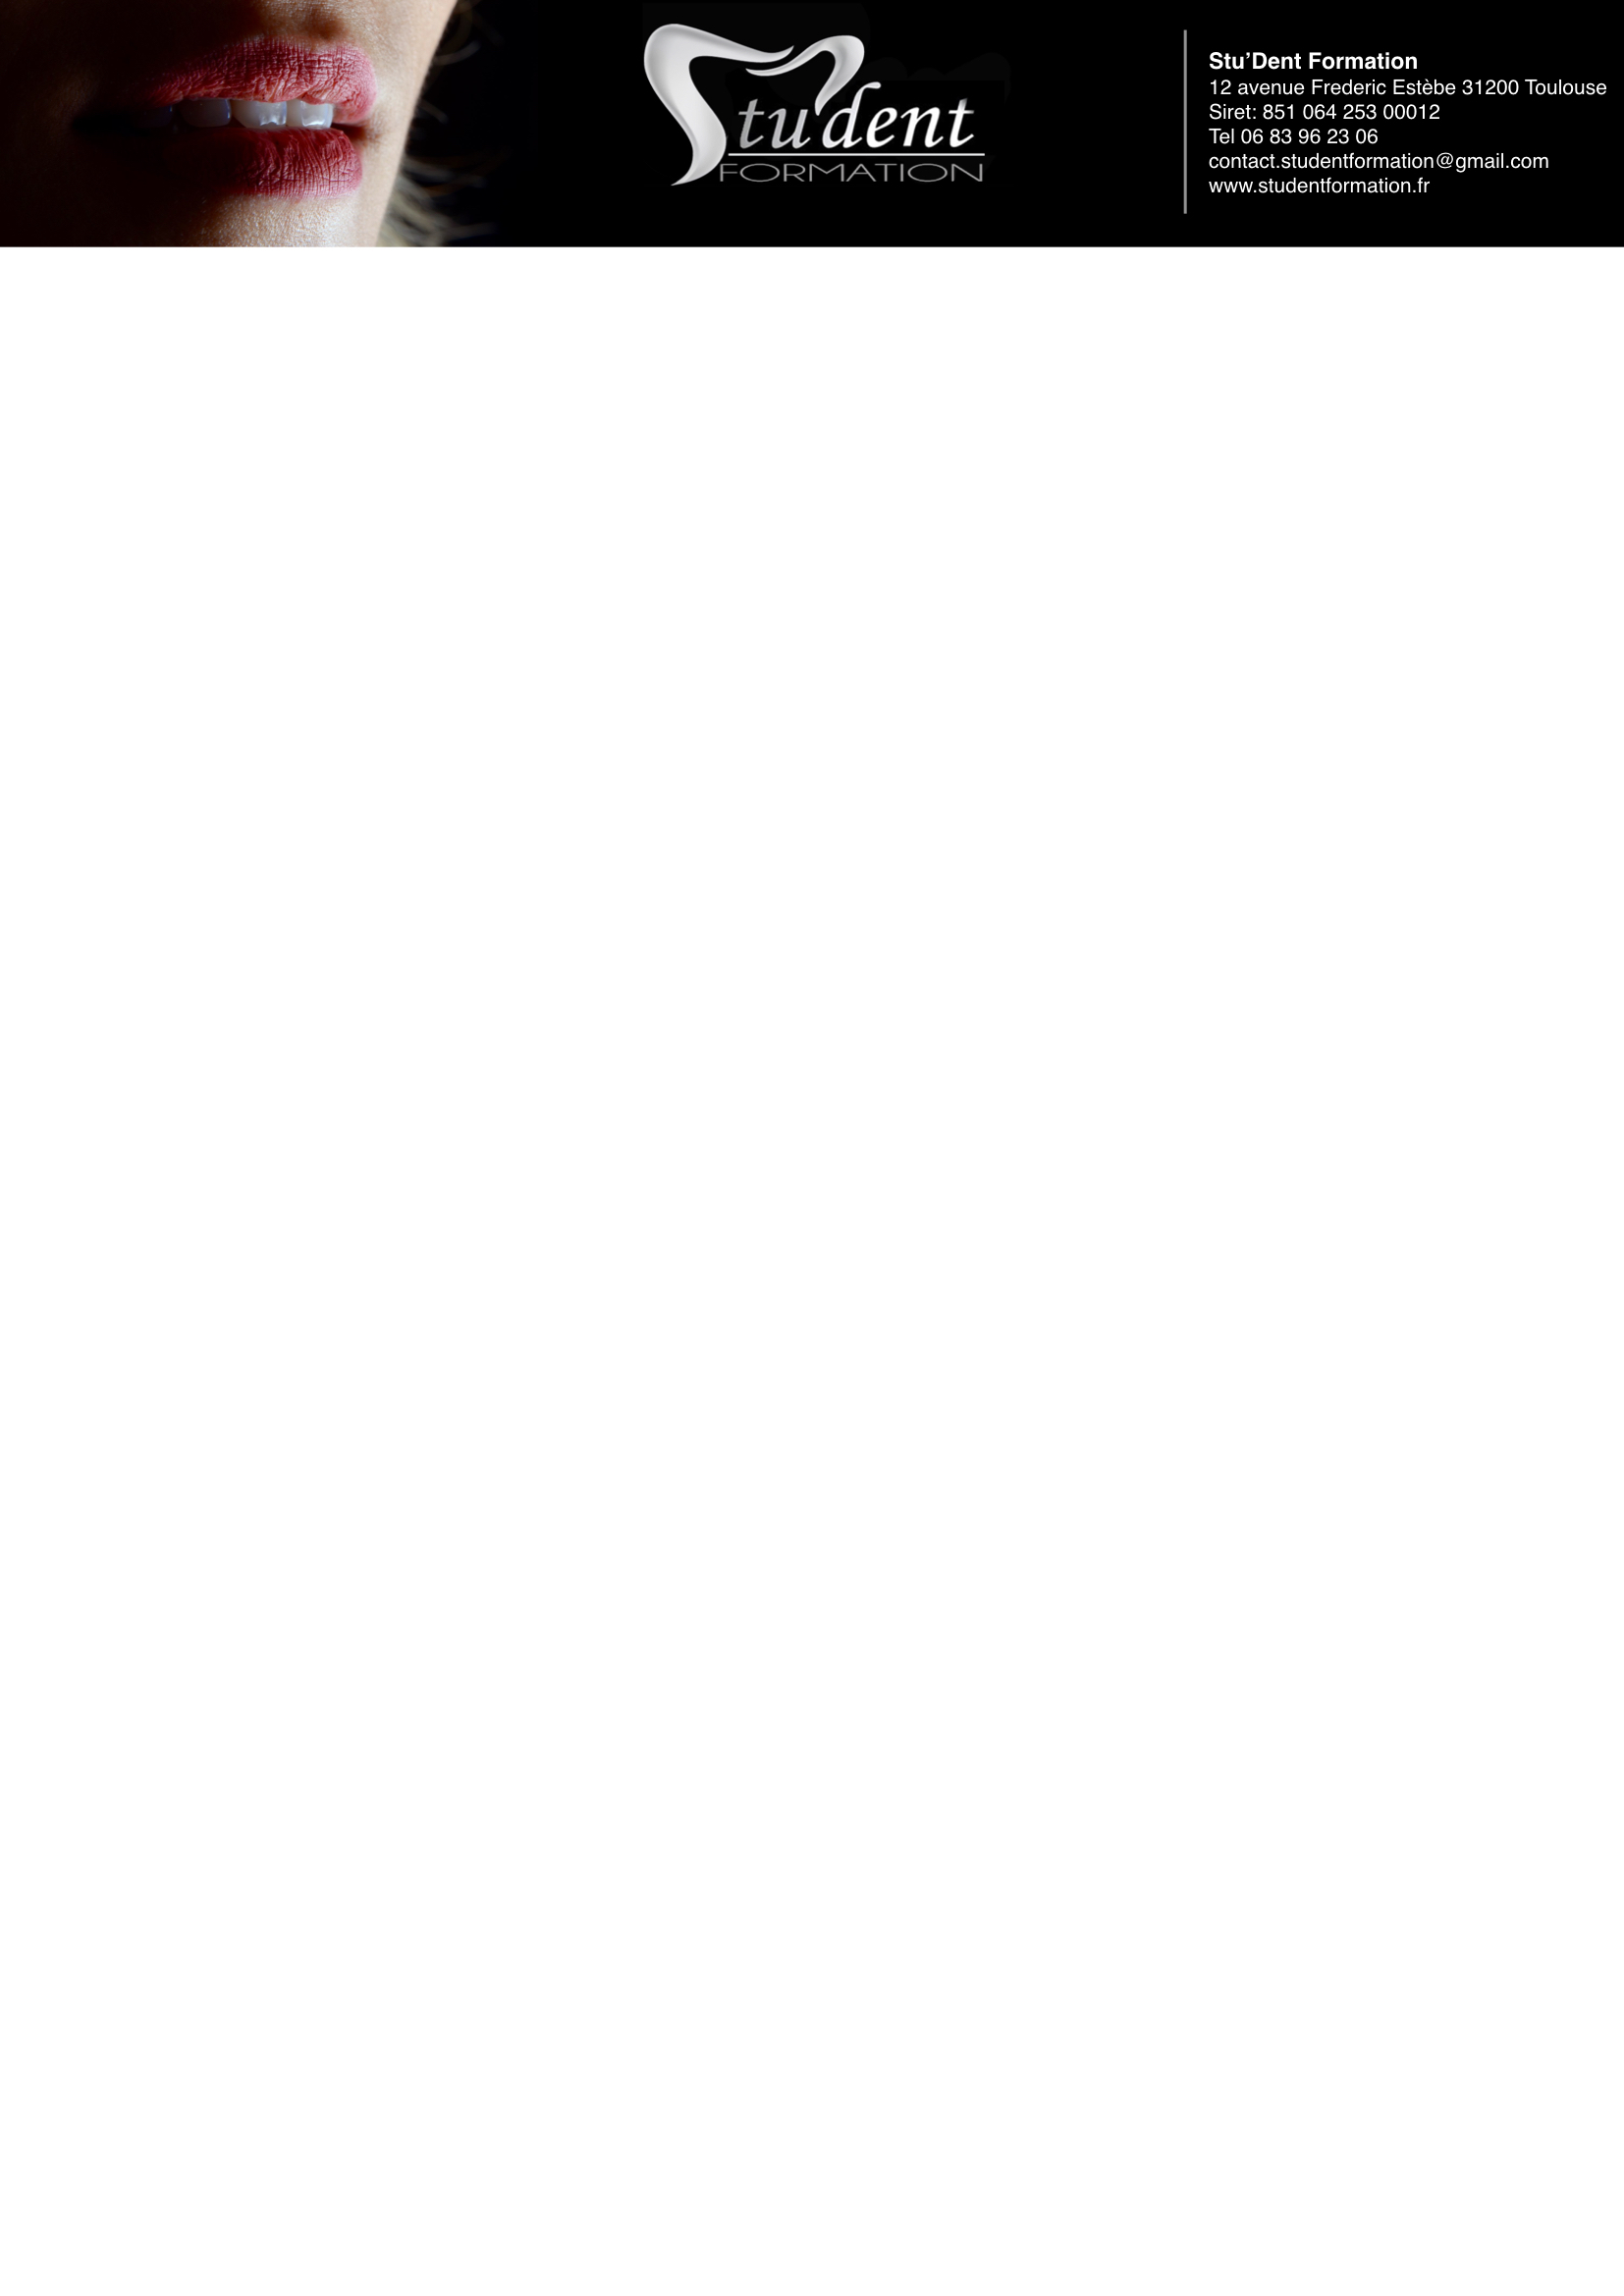 Stu'dent
FORMATION
Stu’Dent Formation
12 avenue Frederic Estèbe 31200 Toulouse
Siret: 851 064 253 00012
Tel 06 83 96 23 06
contact.studentformation@gmail.com
www.studentformation.fr